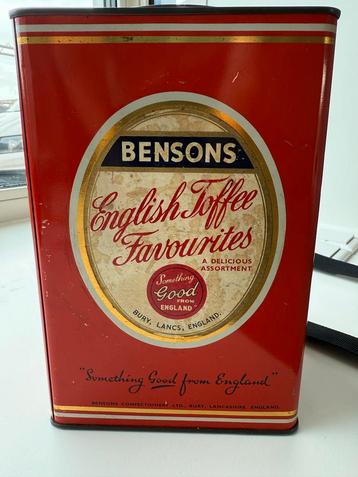 BENSONS
English Toffee
Favourites
A DELICIOUS
ASSORTMENT
Something
Good
FROM
ENGLAND
BURY, LANCS, ENGLAND.
"Something Good from England"
BENSONS CONFECTIONERY LTD., BURY, LANCASHIRE, ENGLAND.